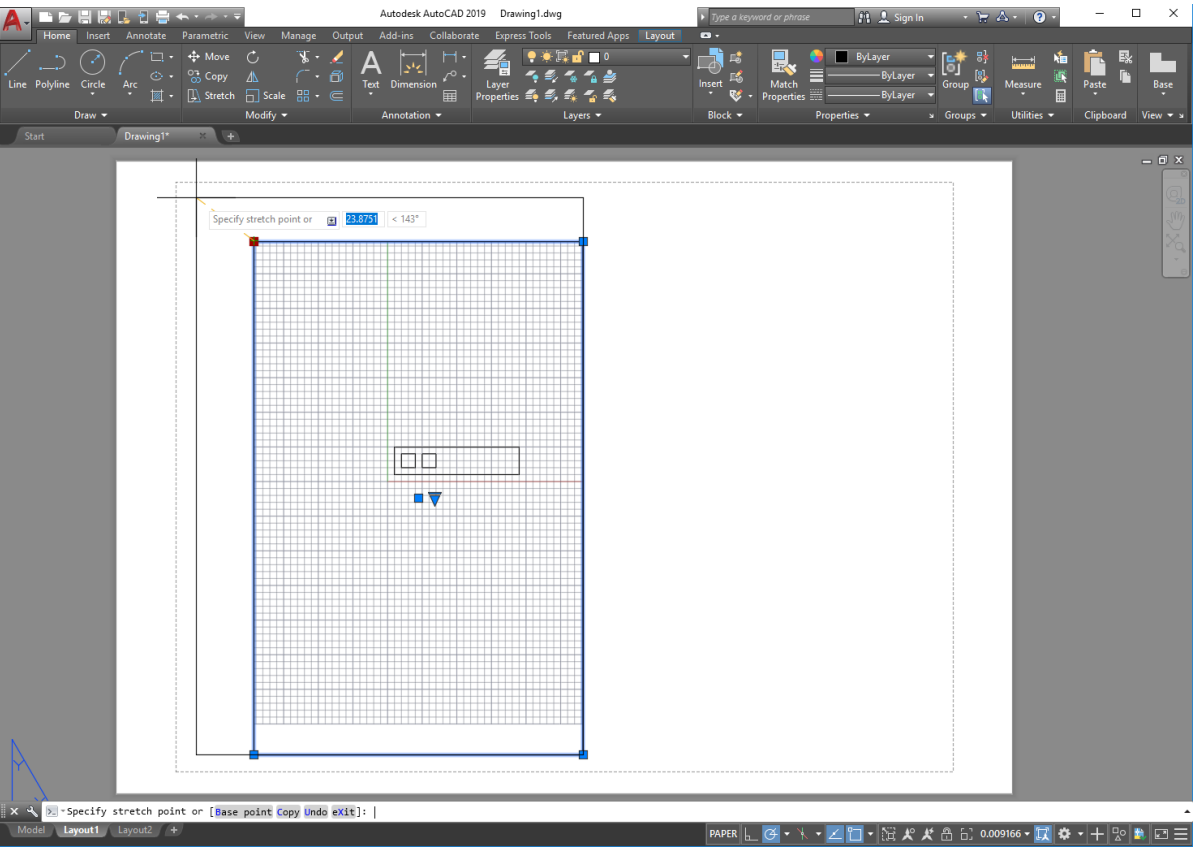 Autodesk AutoCAD 2019 Drawing1.dwg
Type a keyword or phrase
Sign In
Home Insert Annotate Parametric View Manage Output Add-ins Collaborate Express Tools Featured Apps Layout
Line Polyline Circle Arc
Move
Copy
Stretch Scale
Text Dimension
Layer
Properties
0
Insert
Match
Properties
ByLayer
ByLayer
ByLayer
Group
Measure
Paste
Base
Draw Modify Annotation Layers Block Properties Groups Utilities Clipboard View
Start Drawing1* +
Specify stretch point or 23.8751 < 143°
Y
Specify stretch point or [Base point Copy Undo eXit]:
Model Layout1 Layout2 +
PAPER 0.009166